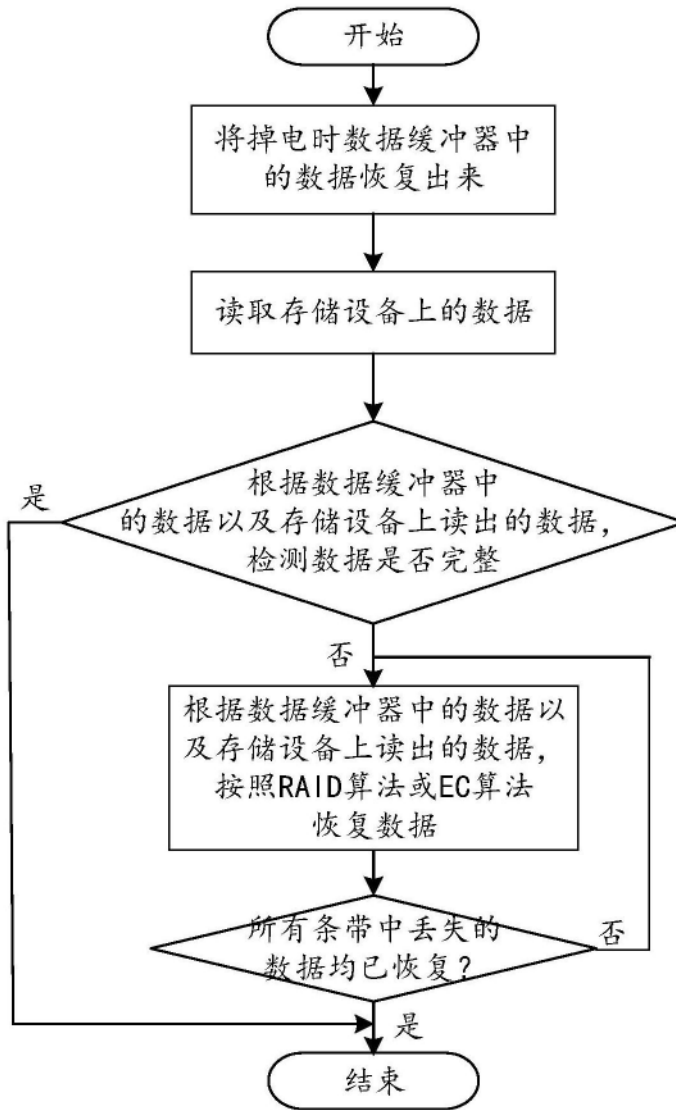 开始
将掉电时数据缓冲器中
的数据恢复出来
读取存储设备上的数据
是
根据数据缓冲器中
的数据以及存储设备上读出的数据，
检测数据是否完整
否
根据数据缓冲器中的数据以
及存储设备上读出的数据，
按照RAID算法或EC算法
恢复数据
所有条带中丢失的
数据均已恢复？
否
是
结束